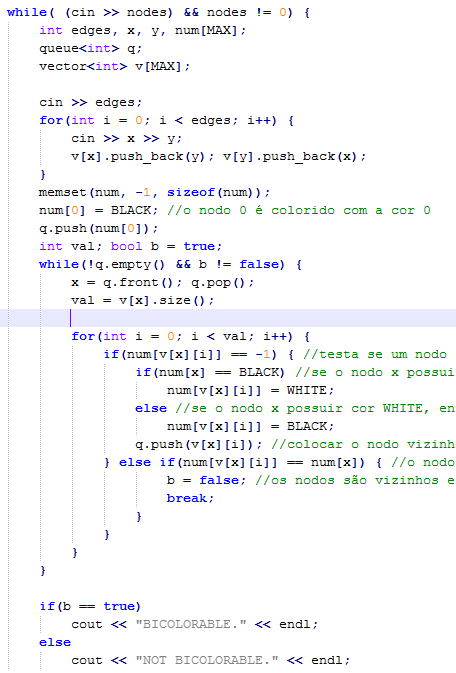 while( (cin >> nodes) && nodes != 0) {
int edges, x, y, num[MAX];
queue<int> q;
vector<int> v[MAX];
cin >> edges;
for(int i = 0; i < edges; i++) {
cin >> x >> y;
v[x].push_back(y); v[y].push_back(x);
}
memset(num, -1, sizeof(num));
num[0] = BLACK; //o nodo 0 é colorido com a cor 0
q.push(num[0]);
int val; bool b = true;
while(!q.empty() && b != false) {
x = q.front(); q.pop();
val = v[x].size();
for(int i = 0; i < val; i++) {
if(num[v[x][i]] == -1) { //testa se um nodo
if(num[x] == BLACK) //se o nodo x possui
num[v[x][i]] = WHITE;
else //se o nodo x possuir cor WHITE, en
num[v[x][i]] = BLACK;
q.push(v[x][i]); //colocar o nodo vizinh
} else if(num[v[x][i]] == num[x]) { //o nodo
b = false; //os nodos são vizinhos e
break;
}
}
}
}
if(b == true)
cout << "BICOLORABLE." << endl;
else
cout << "NOT BICOLORABLE." << endl;